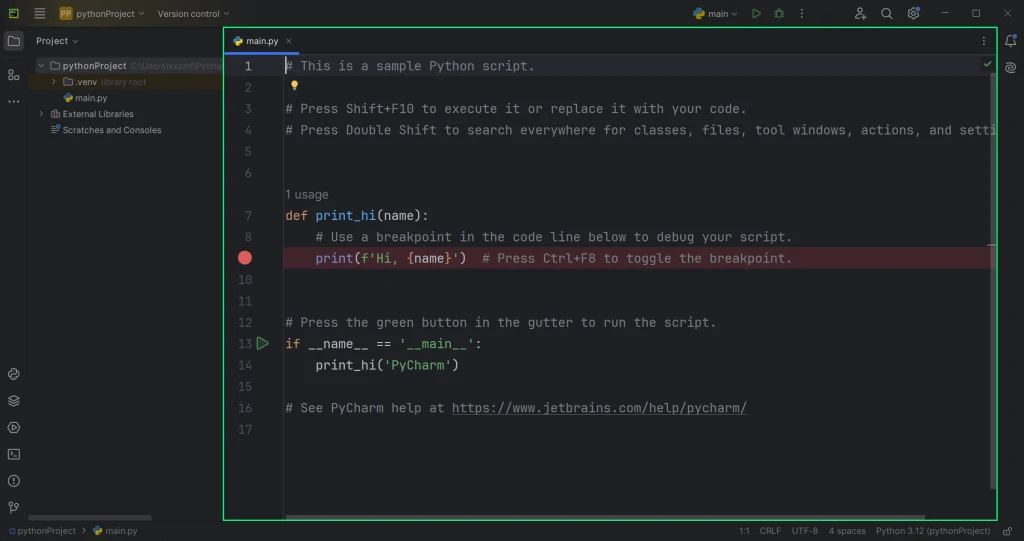 PP pythonProject Version control main
Project
pythonProject
.venv library root
main.py
External Libraries
Scratches and Consoles
main.py
1 # This is a sample Python script.
2
3 # Press Shift+F10 to execute it or replace it with your code.
4 # Press Double Shift to search everywhere for classes, files, tool windows, actions, and setti
5
6
1 usage
7 def print_hi(name):
8     # Use a breakpoint in the code line below to debug your script.
    print(f'Hi, {name}')  # Press Ctrl+F8 to toggle the breakpoint.
10
11
12 # Press the green button in the gutter to run the script.
13 if __name__ == '__main__':
14     print_hi('PyCharm')
15
16 # See PyCharm help at https://www.jetbrains.com/help/pycharm/
17
pythonProject > main.py 1:1 CRLF UTF-8 4 spaces Python 3.12 (pythonProject)